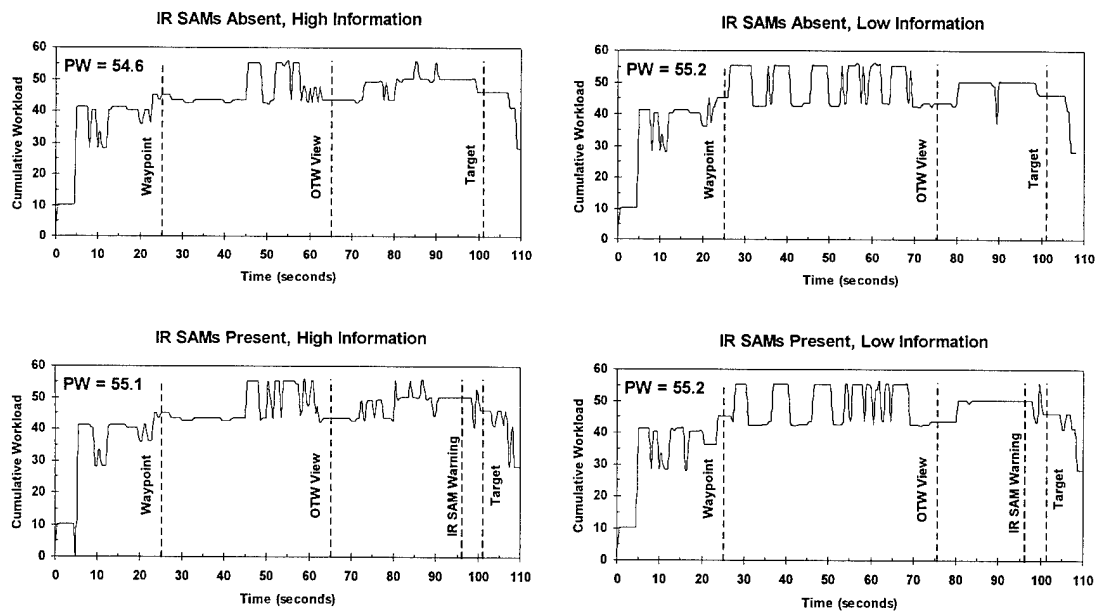 IR SAMs Absent, High Information
PW = 54.6
Cumulative Workload
60
50
40
30
20
10
0
Waypoint
OTW View
Target
0 10 20 30 40 50 60 70 80 90 100 110
Time (seconds)
IR SAMs Absent, Low Information
PW = 55.2
Cumulative Workload
60
50
40
30
20
10
0
Waypoint
OTW View
Target
0 10 20 30 40 50 60 70 80 90 100 110
Time (seconds)
IR SAMs Present, High Information
PW = 55.1
Cumulative Workload
60
50
40
30
20
10
0
Waypoint
OTW View
IR SAM Warning
Target
0 10 20 30 40 50 60 70 80 90 100 110
Time (seconds)
IR SAMs Present, Low Information
PW = 55.2
Cumulative Workload
60
50
40
30
20
10
0
Waypoint
OTW View
IR SAM Warning
Target
0 10 20 30 40 50 60 70 80 90 100 110
Time (seconds)